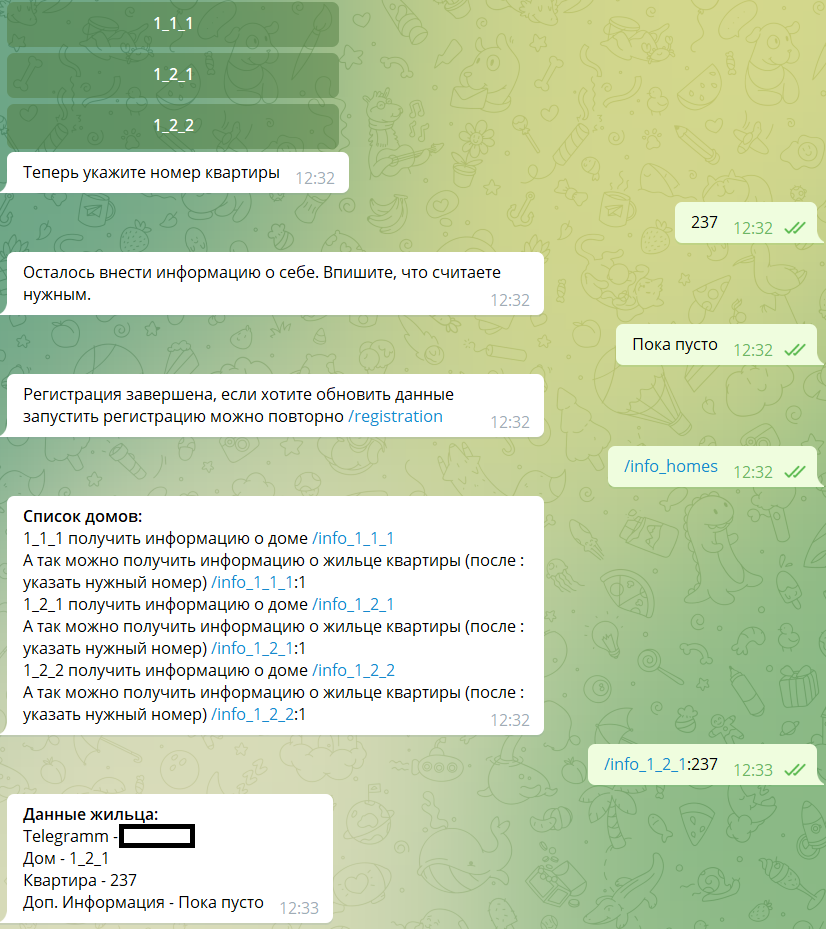 1_1_1
1_2_1
1_2_2
Теперь укажите номер квартиры 12:32
237 12:32
Осталось внести информацию о себе. Впишите, что считаете
нужным. 12:32
Пока пусто 12:32
Регистрация завершена, если хотите обновить данные
запустить регистрацию можно повторно /registration 12:32
/info_homes 12:32
Список домов:
1_1_1 получить информацию о доме /info_1_1_1
А так можно получить информацию о жильце квартиры (после :
указать нужный номер) /info_1_1_1:1
1_2_1 получить информацию о доме /info_1_2_1
А так можно получить информацию о жильце квартиры (после :
указать нужный номер) /info_1_2_1:1
1_2_2 получить информацию о доме /info_1_2_2
А так можно получить информацию о жильце квартиры (после :
указать нужный номер) /info_1_2_2:1 12:32
/info_1_2_1:237 12:33
Данные жильца:
Telegramm -
Дом - 1_2_1
Квартира - 237
Доп. Информация - Пока пусто 12:33